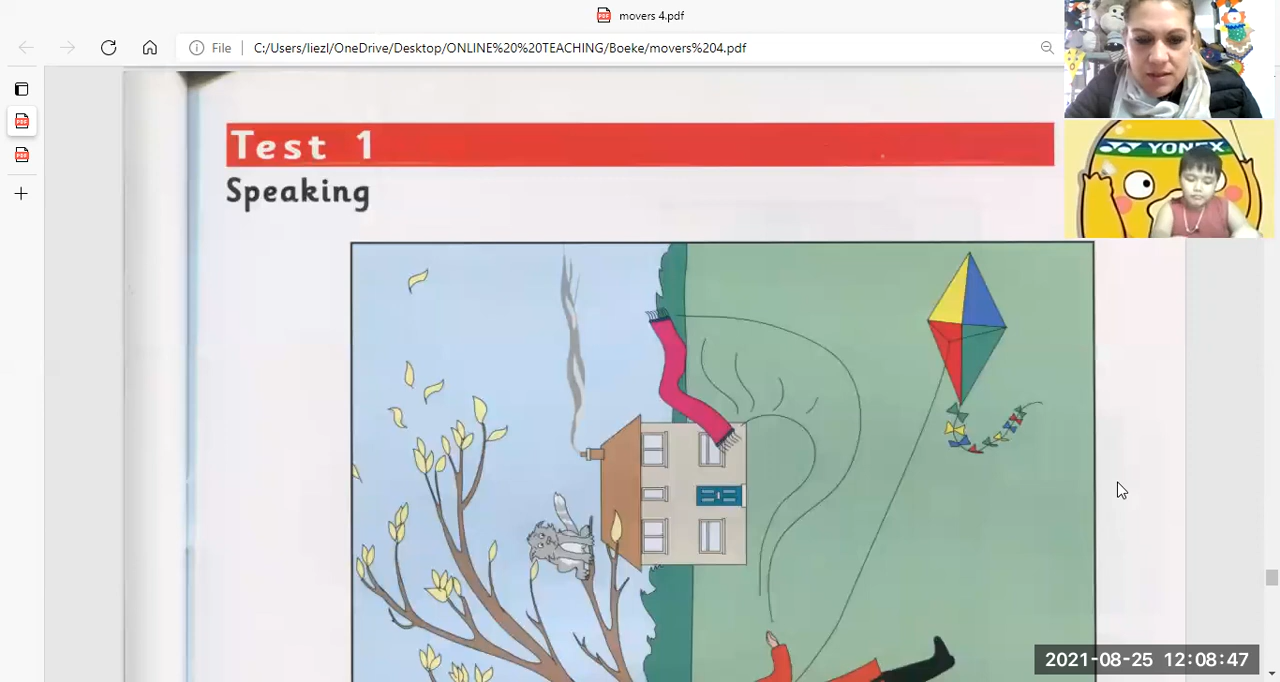 movers 4.pdf
File C:/Users/liezl/OneDrive/Desktop/ONLINE%20%20TEACHING/Boeke/movers%204.pdf
YONEX
Test 1
Speaking
2021-08-25 12:08:47